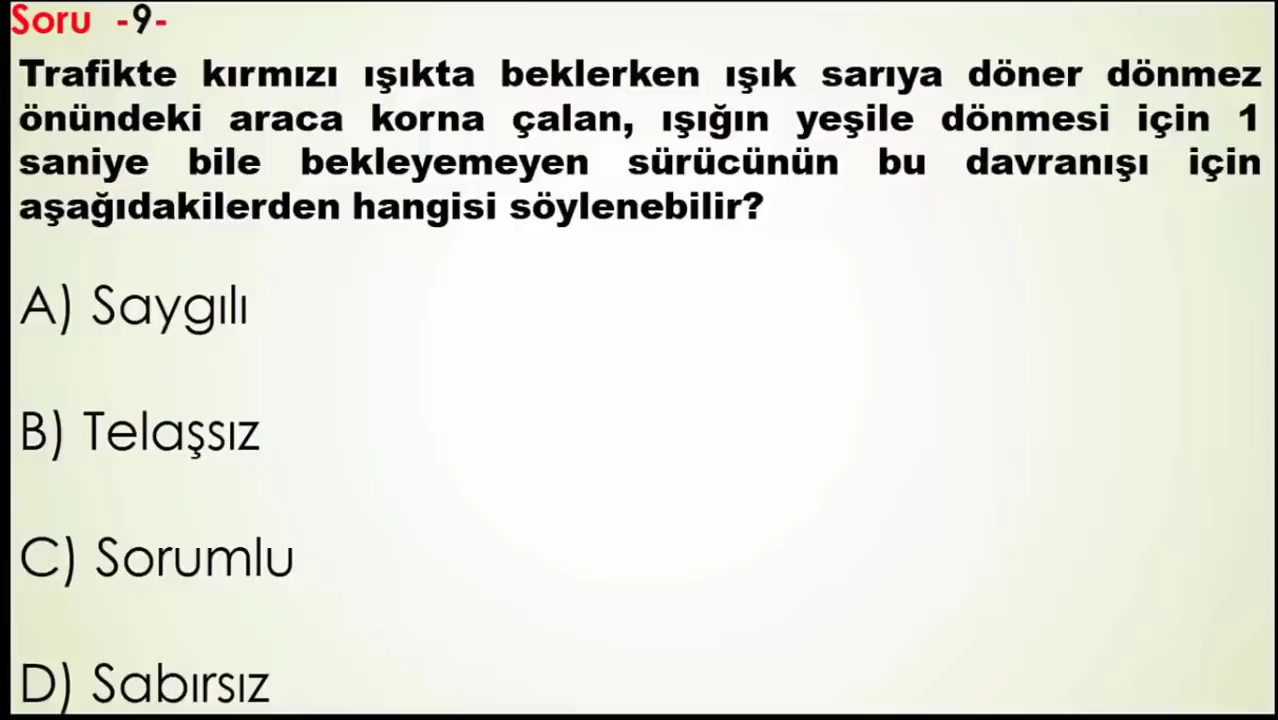 Soru -9-
Trafikte kırmızı ışıkta beklerken ışık sarıya döner dönmez
önündeki araca korna çalan, ışığın yeşile dönmesi için 1
saniye bile bekleyemeyen sürücünün bu davranışı için
aşağıdakilerden hangisi söylenebilir?
A) Saygılı
B) Telaşsız
C) Sorumlu
D) Sabırsız